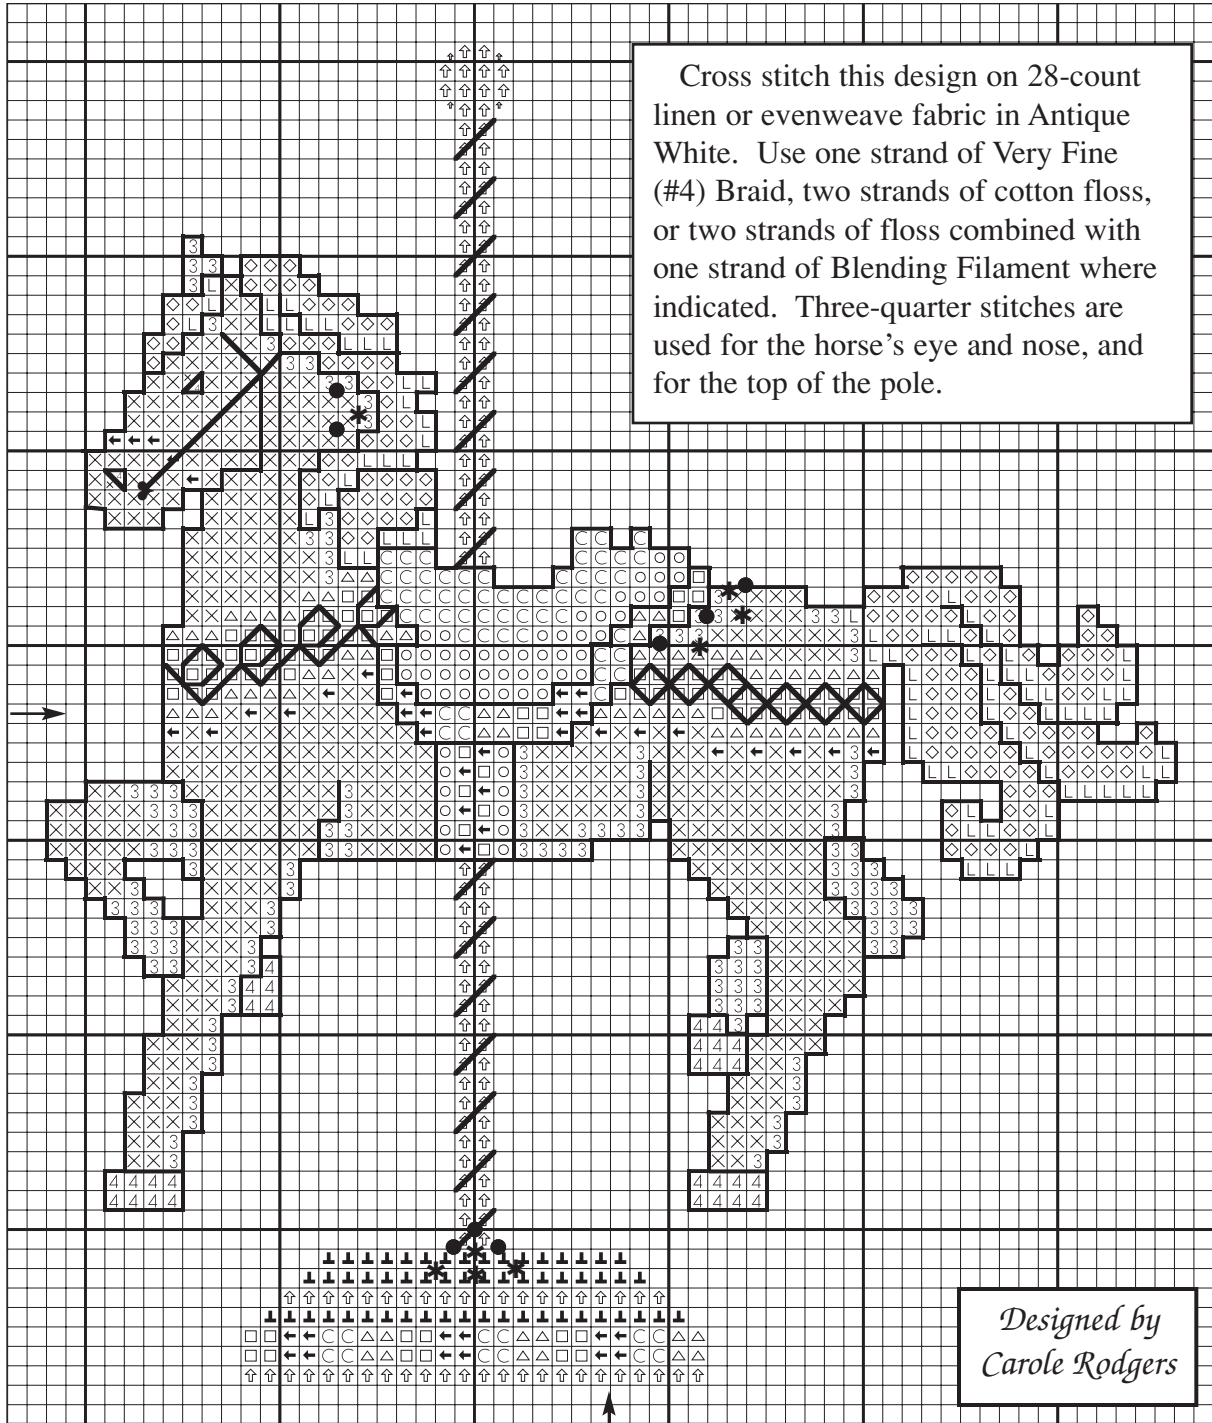 Cross stitch this design on 28-count
linen or evenweave fabric in Antique
White. Use one strand of Very Fine
(#4) Braid, two strands of cotton floss,
or two strands of floss combined with
one strand of Blending Filament where
indicated. Three-quarter stitches are
used for the horse's eye and nose, and
for the top of the pole.
Designed by
Carole Rodgers